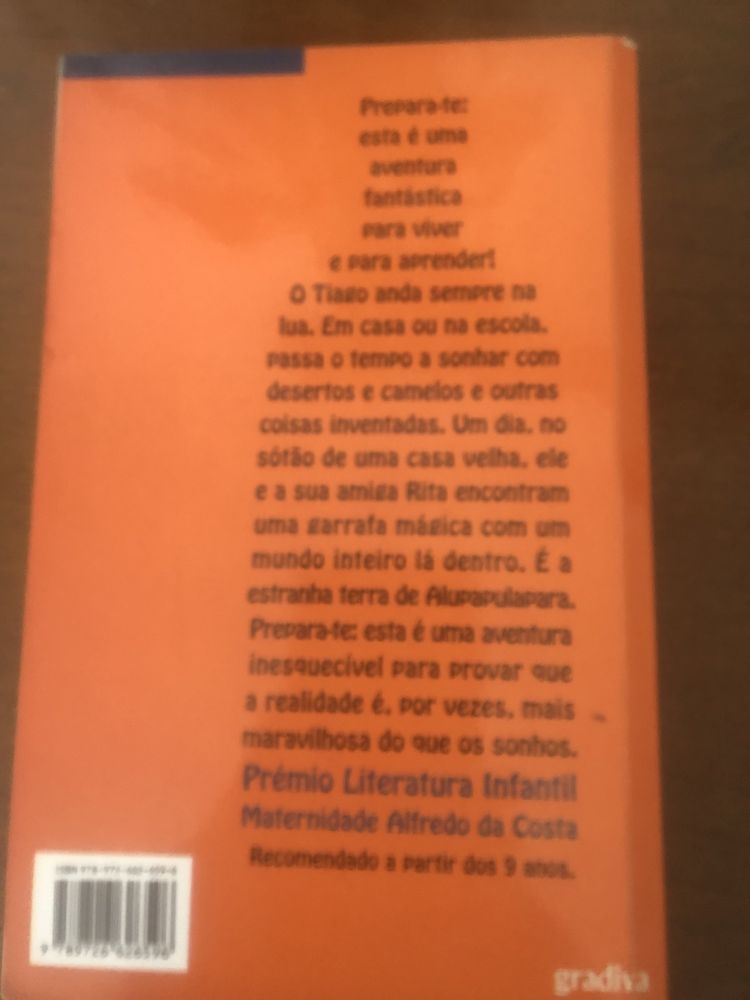 Prepara-te:
esta é uma
aventura
fantástica
para viver
e para aprender!
O Tiago anda sempre na
lua. Em casa ou na escola,
passa o tempo a sonhar com
desertos e camelos e outras
coisas inventadas. Um dia, no
sótão de uma casa velha, ele
e a sua amiga Rita encontram
uma garrafa mágica com um
mundo inteiro lá dentro. É a
estranha terra de Alupapulapara.
Prepara-te: esta é uma aventura
inesquecível para provar que
a realidade é, por vezes, mais
maravilhosa do que os sonhos.
Prémio Literatura Infantil
Maternidade Alfredo da Costa
Recomendado a partir dos 9 anos.
9 789726 626596
gradiva